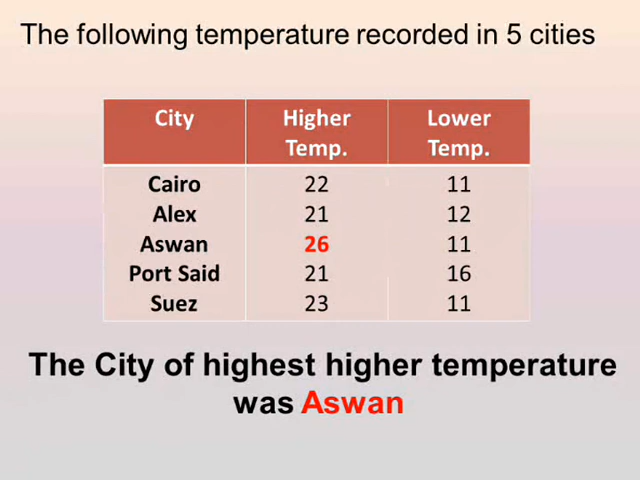 The following temperature recorded in 5 cities
City Higher Temp. Lower Temp.
Cairo 22 11
Alex 21 12
Aswan 26 11
Port Said 21 16
Suez 23 11
The City of highest higher temperature
was Aswan